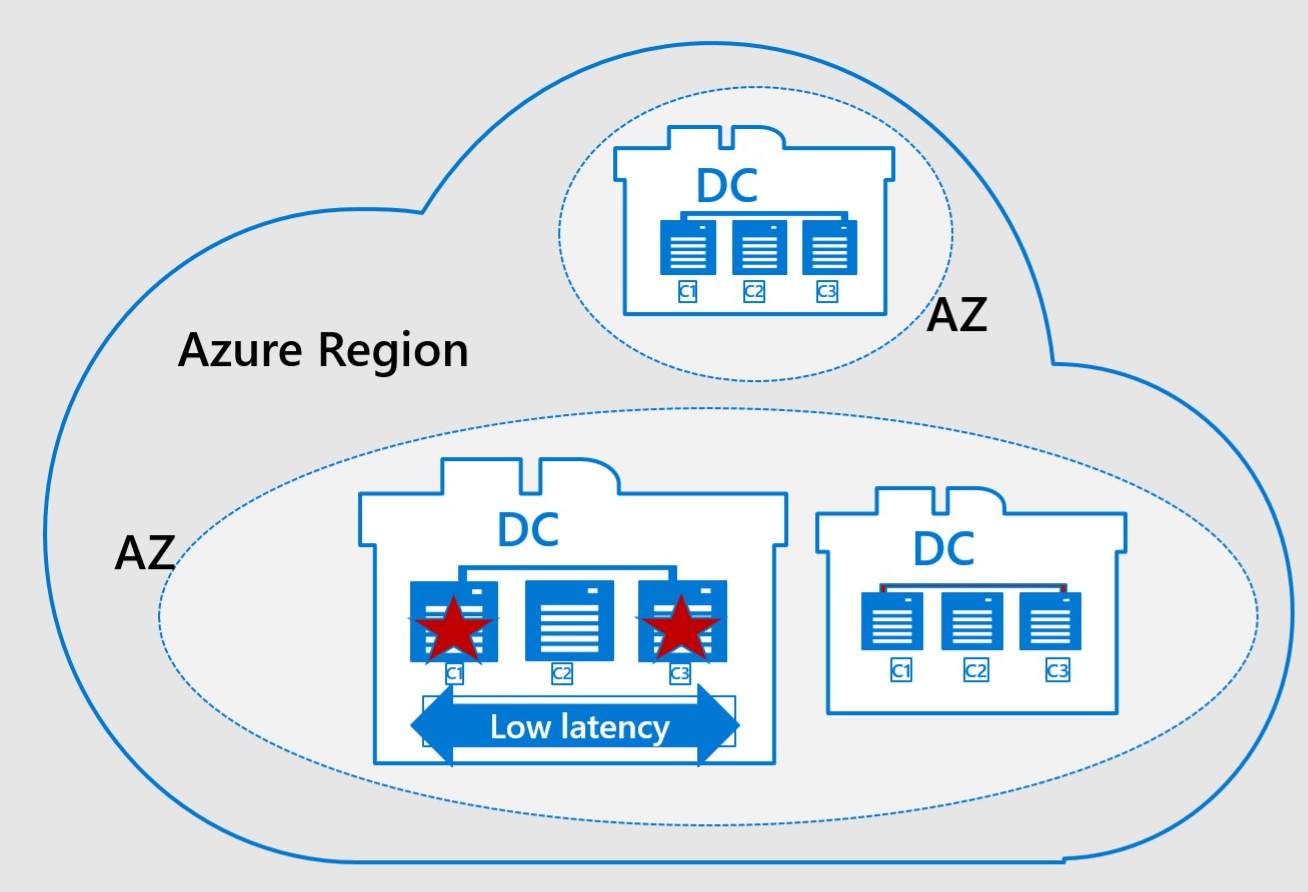 DC
C1 C2 C3
AZ
Azure Region
AZ
DC
C1 C2 C3
Low latency
DC
C1 C2 C3